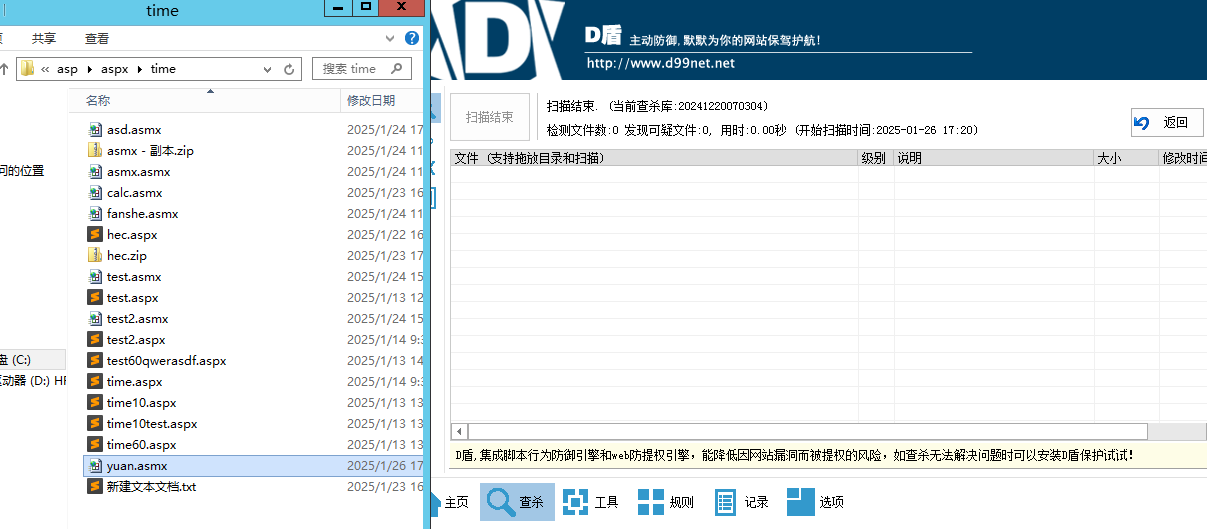 time
共享
查看
« asp
aspx
time
搜索 time
名称
修改日期
asd.asmx
2025/1/24 17
asmx - 副本.zip
2025/1/24 11
asmx.asmx
2025/1/24 11
calc.asmx
2025/1/23 16
fanshe.asmx
2025/1/24 11
hec.aspx
2025/1/22 16
hec.zip
2025/1/23 17
test.asmx
2025/1/24 15
test.aspx
2025/1/13 12
test2.asmx
2025/1/24 15
test2.aspx
2025/1/14 9:3
test60qwerasdf.aspx
2025/1/13 14
time.aspx
2025/1/14 9:3
time10.aspx
2025/1/13 13
time10test.aspx
2025/1/13 13
time60.aspx
2025/1/13 13
yuan.asmx
2025/1/26 17
新建文本文档.txt
2025/1/23 16
问的位置
盘 (C:)
驱动器 (D:) HF
D盾 主动防御,默默为你的网站保驾护航!
http://www.d99net.net
扫描结束
扫描结束. (当前查杀库:20241220070304)
检测文件数:0 发现可疑文件:0, 用时:0.00秒 (开始扫描时间:2025-01-26 17:20)
返回
文件 (支持拖放目录和扫描)
级别
说明
大小
修改时间
D盾,集成脚本行为防御引擎和web防提权引擎，能降低因网站漏洞而被提权的风险，如查杀无法解决问题时可以安装D盾保护试试!
主页
查杀
工具
规则
记录
选项